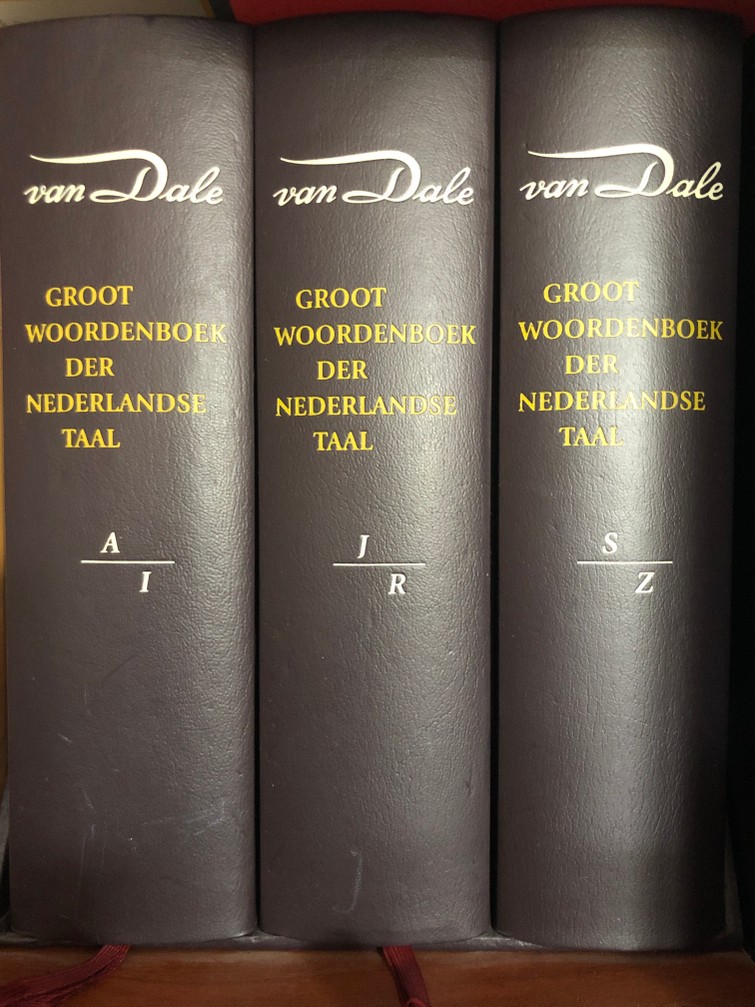 van Dale
GROOT
WOORDENBOEK
DER
NEDERLANDSE
TAAL
A
I
van Dale
GROOT
WOORDENBOEK
DER
NEDERLANDSE
TAAL
J
R
van Dale
GROOT
WOORDENBOEK
DER
NEDERLANDSE
TAAL
S
Z